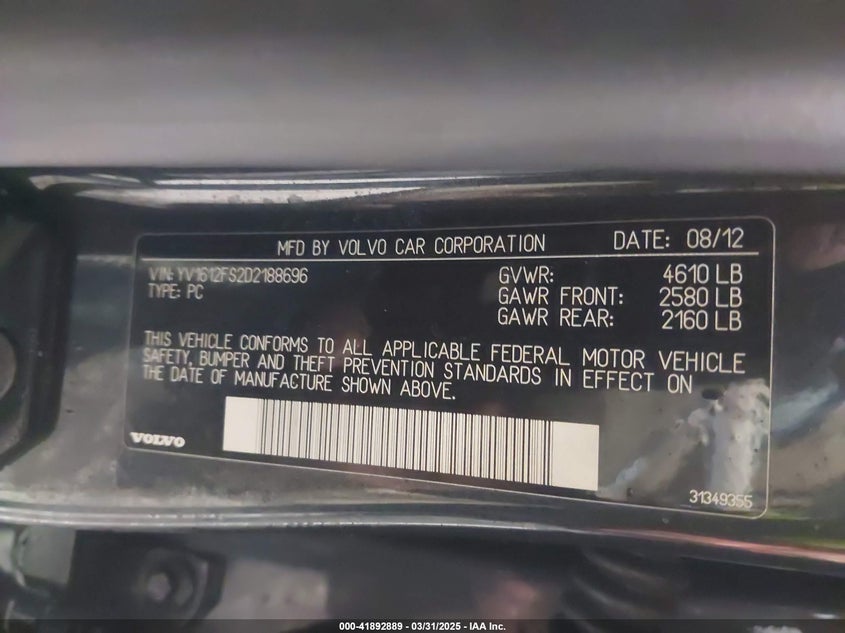 MFD BY VOLVO CAR CORPORATION DATE: 08/12
VIN: YV1612FS2D2188696 GVWR: 4610 LB
TYPE: PC GAWR FRONT: 2580 LB
GAWR REAR: 2160 LB
THIS VEHICLE CONFORMS TO ALL APPLICABLE FEDERAL MOTOR VEHICLE
SAFETY, BUMPER AND THEFT PREVENTION STANDARDS IN EFFECT ON
THE DATE OF MANUFACTURE SHOWN ABOVE.
VOLVO
31349355
000-41892889 - 03/31/2025 - IAA Inc.